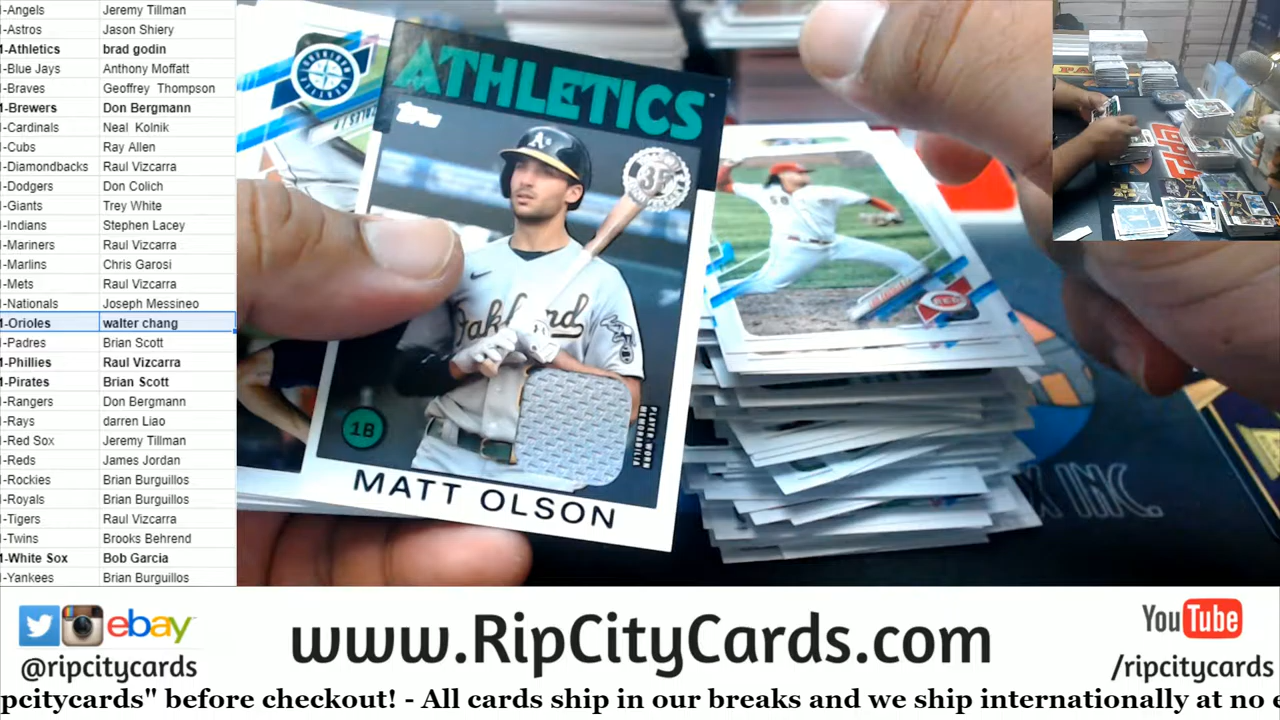 -Angels Jeremy Tillman
-Astros Jason Shiery
-Athletics brad godin
-Blue Jays Anthony Moffatt
-Braves Geoffrey Thompson
-Brewers Don Bergmann
-Cardinals Neal Kolnik
-Cubs Ray Allen
-Diamondbacks Raul Vizcarra
-Dodgers Don Colich
-Giants Trey White
-Indians Stephen Lacey
-Mariners Raul Vizcarra
-Marlins Chris Garosi
-Mets Raul Vizcarra
-Nationals Joseph Messineo
-Orioles walter chang
-Padres Brian Scott
-Phillies Raul Vizcarra
-Pirates Brian Scott
-Rangers Don Bergmann
-Rays darren Liao
-Red Sox Jeremy Tillman
-Reds James Jordan
-Rockies Brian Burguillos
-Royals Brian Burguillos
-Tigers Raul Vizcarra
-Twins Brooks Behrend
-White Sox Bob Garcia
-Yankees Brian Burguillos
ATHLETICS
Topps
A's
35
Oakland
PLAYER-WORN
MEMORABILIA
1B
MATT OLSON
REDS
INC.
ebay
@ripcitycards
www.RipCityCards.com
YouTube
/ripcitycards
pcitycards" before checkout! - All cards ship in our breaks and we ship internationally at no